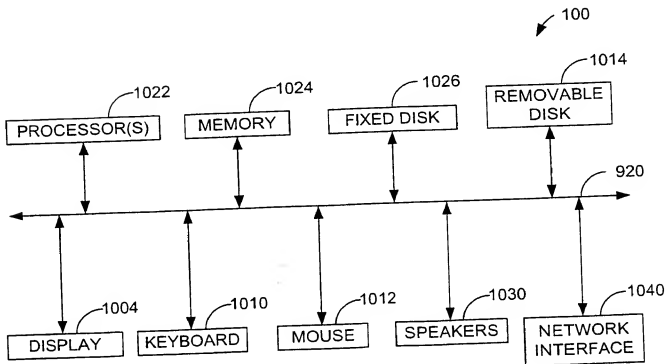 100
1022
1024
1026
1014
PROCESSOR(S)
MEMORY
FIXED DISK
REMOVABLE
DISK
920
1004
1010
1012
1030
1040
DISPLAY
KEYBOARD
MOUSE
SPEAKERS
NETWORK
INTERFACE